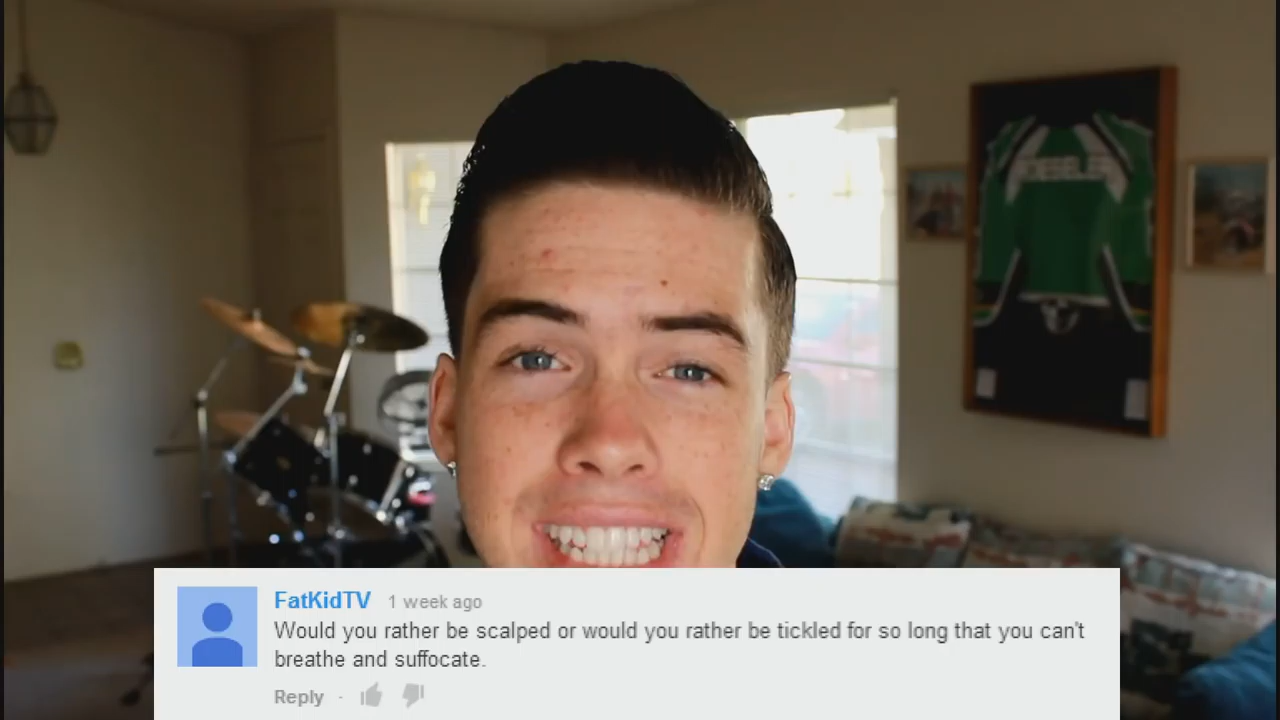 FatKidTV 1 week ago
Would you rather be scalped or would you rather be tickled for so long that you can't
breathe and suffocate.
Reply ·